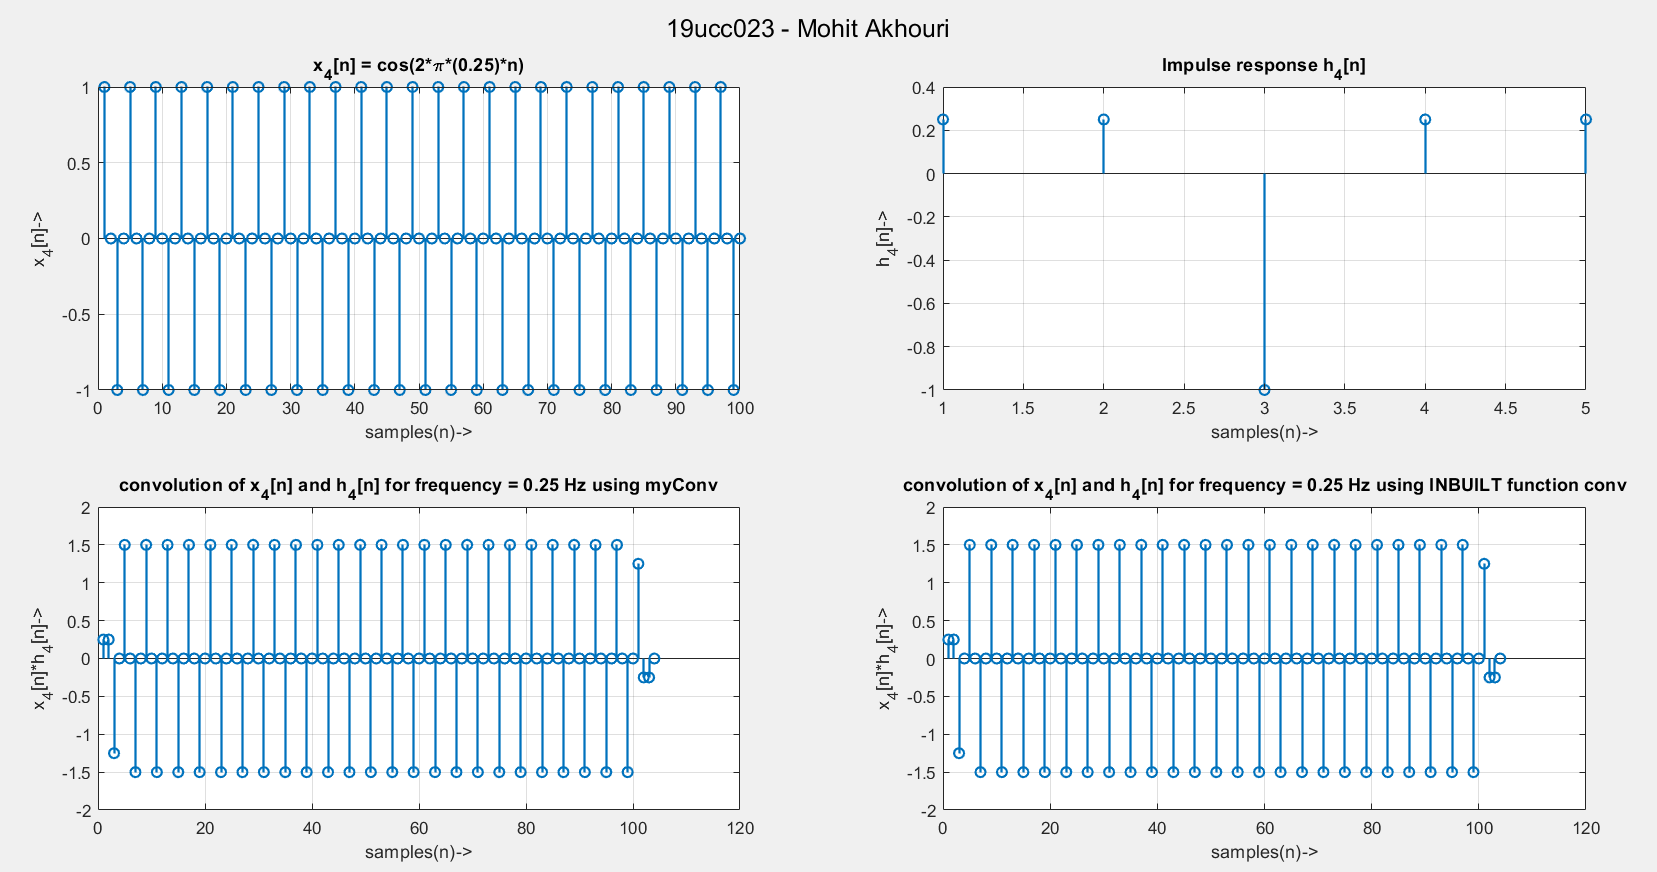 19ucc023 - Mohit Akhouri
x4[n] = cos(2*π*(0.25)*n)
1
0.5
0
-0.5
-1
x4[n]->
0 10 20 30 40 50 60 70 80 90 100
samples(n)->
Impulse response h4[n]
0.4
0.2
0
-0.2
-0.4
-0.6
-0.8
-1
h4[n]->
1 1.5 2 2.5 3 3.5 4 4.5 5
samples(n)->
convolution of x4[n] and h4[n] for frequency = 0.25 Hz using myConv
2
1.5
1
0.5
0
-0.5
-1
-1.5
-2
x4[n]*h4[n]->
0 20 40 60 80 100 120
samples(n)->
convolution of x4[n] and h4[n] for frequency = 0.25 Hz using INBUILT function conv
2
1.5
1
0.5
0
-0.5
-1
-1.5
-2
x4[n]*h4[n]->
0 20 40 60 80 100 120
samples(n)->